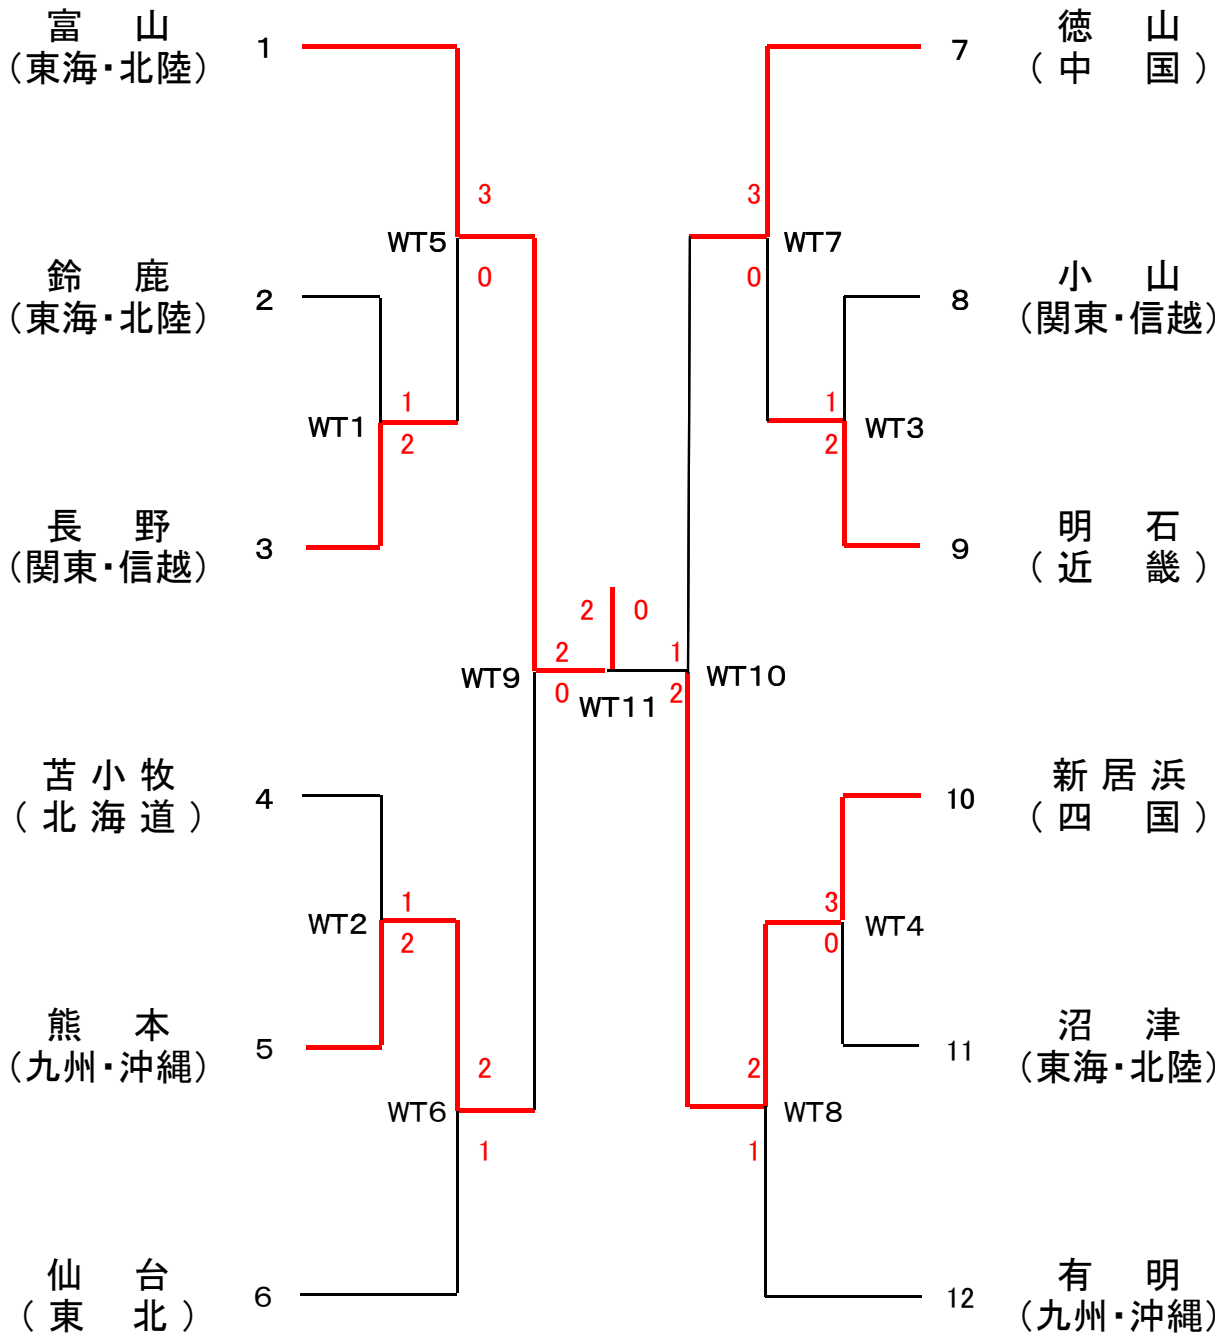 富 山
(東海・北陸)
1
3
WT5
0
鈴 鹿
(東海・北陸)
2
1
WT1
2
長 野
(関東・信越)
3
2
WT9
0
苫小牧
(北海道)
4
1
WT2
2
熊 本
(九州・沖縄)
5
2
WT6
1
仙 台
(東 北)
6
2
0
WT11
徳 山
(中 国)
7
3
WT7
0
小 山
(関東・信越)
8
1
WT3
2
明 石
(近 畿)
9
1
WT10
2
新居浜
(四 国)
10
3
WT4
0
沼 津
(東海・北陸)
11
2
WT8
1
有 明
(九州・沖縄)
12